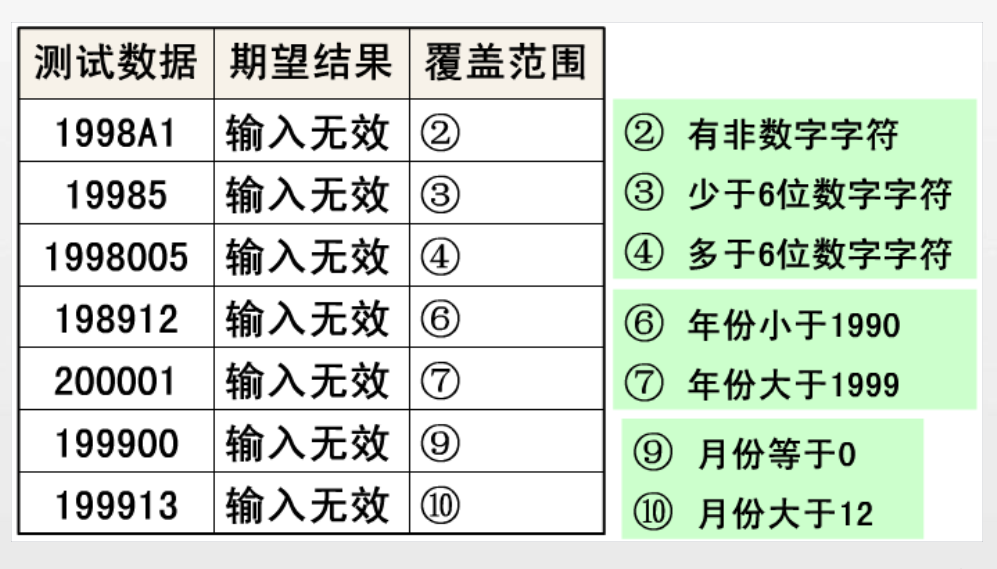 测试数据 期望结果 覆盖范围
1998A1 输入无效 ②
19985 输入无效 ③
1998005 输入无效 ④
198912 输入无效 ⑥
200001 输入无效 ⑦
199900 输入无效 ⑨
199913 输入无效 ⑩
② 有非数字字符
③ 少于6位数字字符
④ 多于6位数字字符
⑥ 年份小于1990
⑦ 年份大于1999
⑨ 月份等于0
⑩ 月份大于12